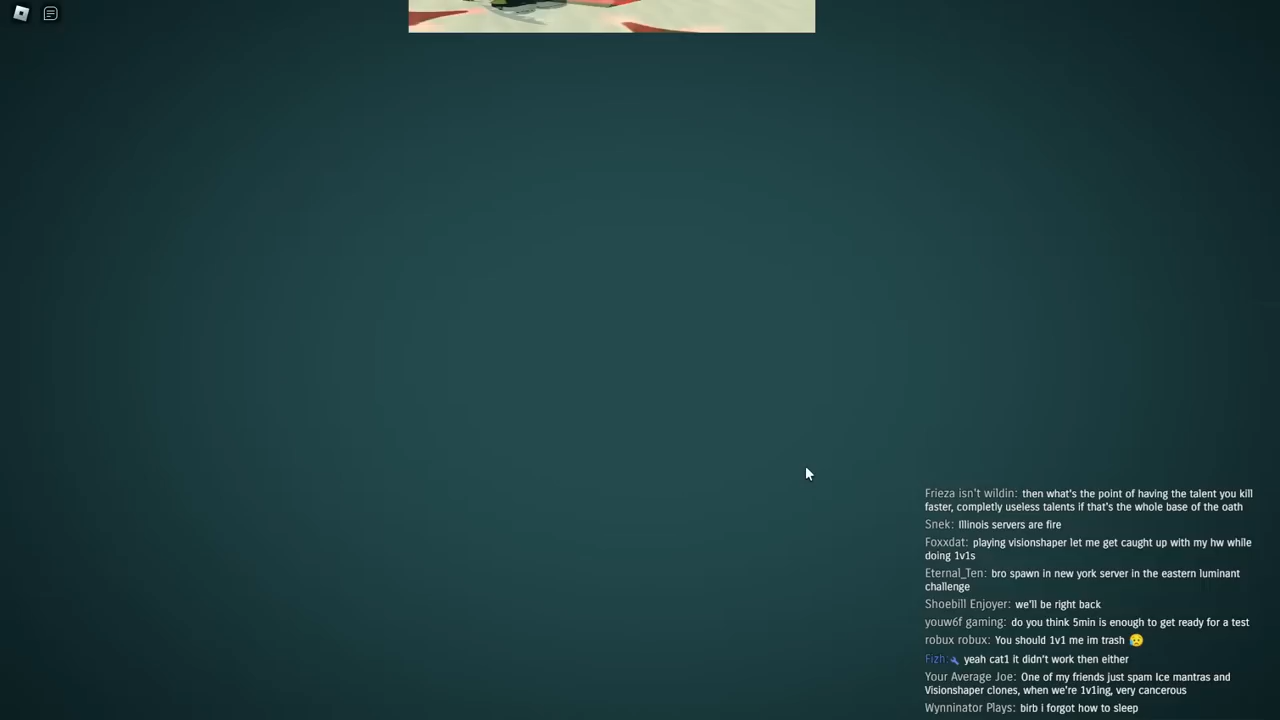 Frieza isn't wildin: then what's the point of having the talent you kill
faster, completly useless talents if that's the whole base of the oath
Snek: Illinois servers are fire
Foxxdat: playing visionshaper let me get caught up with my hw while
doing 1v1s
Eternal_Ten: bro spawn in new york server in the eastern luminant
challenge
Shoebill Enjoyer: we'll be right back
youw6f gaming: do you think 5min is enough to get ready for a test
robux robux: You should 1v1 me im trash 😥
Fizh: yeah cat1 it didn't work then either
Your Average Joe: One of my friends just spam Ice mantras and
Visionshaper clones, when we're 1v1ing, very cancerous
Wynninator Plays: birb i forgot how to sleep